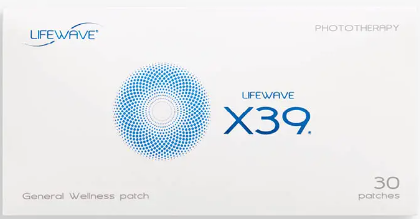 LIFEWAVE®
PHOTOTHERAPY
LIFEWAVE
X39®
General Wellness patch
30
patches